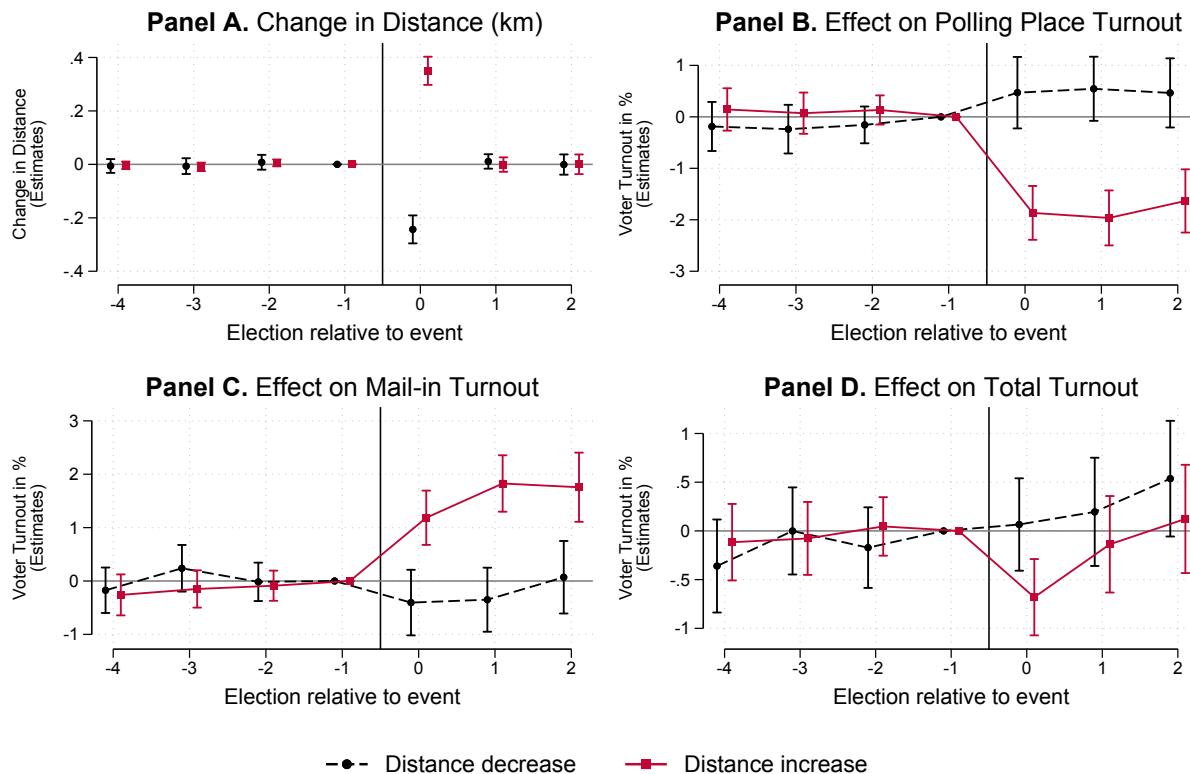 Panel A. Change in Distance (km)
Change in Distance
(Estimates)
.4
.2
0
-.2
-.4
-4 -3 -2 -1 0 1 2
Election relative to event
Panel B. Effect on Polling Place Turnout
Voter Turnout in %
(Estimates)
1
0
-1
-2
-3
-4 -3 -2 -1 0 1 2
Election relative to event
Panel C. Effect on Mail-in Turnout
Voter Turnout in %
(Estimates)
3
2
1
0
-1
-4 -3 -2 -1 0 1 2
Election relative to event
Panel D. Effect on Total Turnout
Voter Turnout in %
(Estimates)
1
.5
0
-.5
-1
-4 -3 -2 -1 0 1 2
Election relative to event
Distance decrease Distance increase